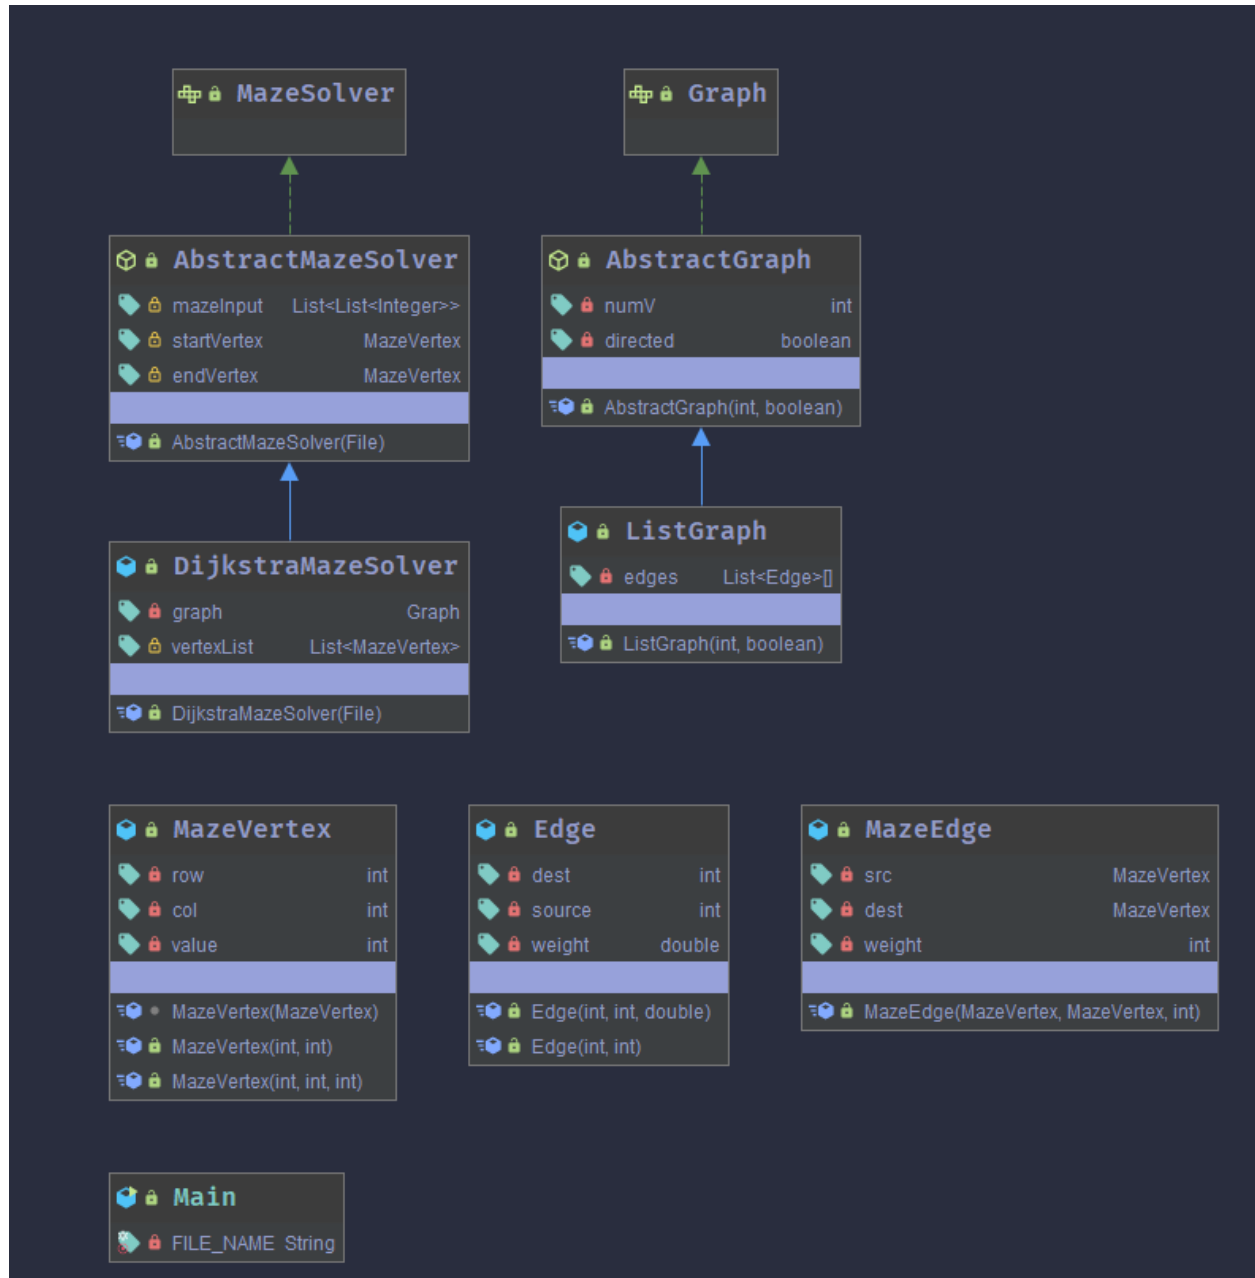 MazeSolver
Graph
AbstractMazeSolver
mazeInput List<List<Integer>>
startVertex MazeVertex
endVertex MazeVertex
AbstractMazeSolver(File)
AbstractGraph
numV int
directed boolean
AbstractGraph(int, boolean)
DijkstraMazeSolver
graph Graph
vertexList List<MazeVertex>
DijkstraMazeSolver(File)
ListGraph
edges List<Edge>[]
ListGraph(int, boolean)
MazeVertex
row int
col int
value int
MazeVertex(MazeVertex)
MazeVertex(int, int)
MazeVertex(int, int, int)
Edge
dest int
source int
weight double
Edge(int, int, double)
Edge(int, int)
MazeEdge
src MazeVertex
dest MazeVertex
weight int
MazeEdge(MazeVertex, MazeVertex, int)
Main
FILE_NAME String